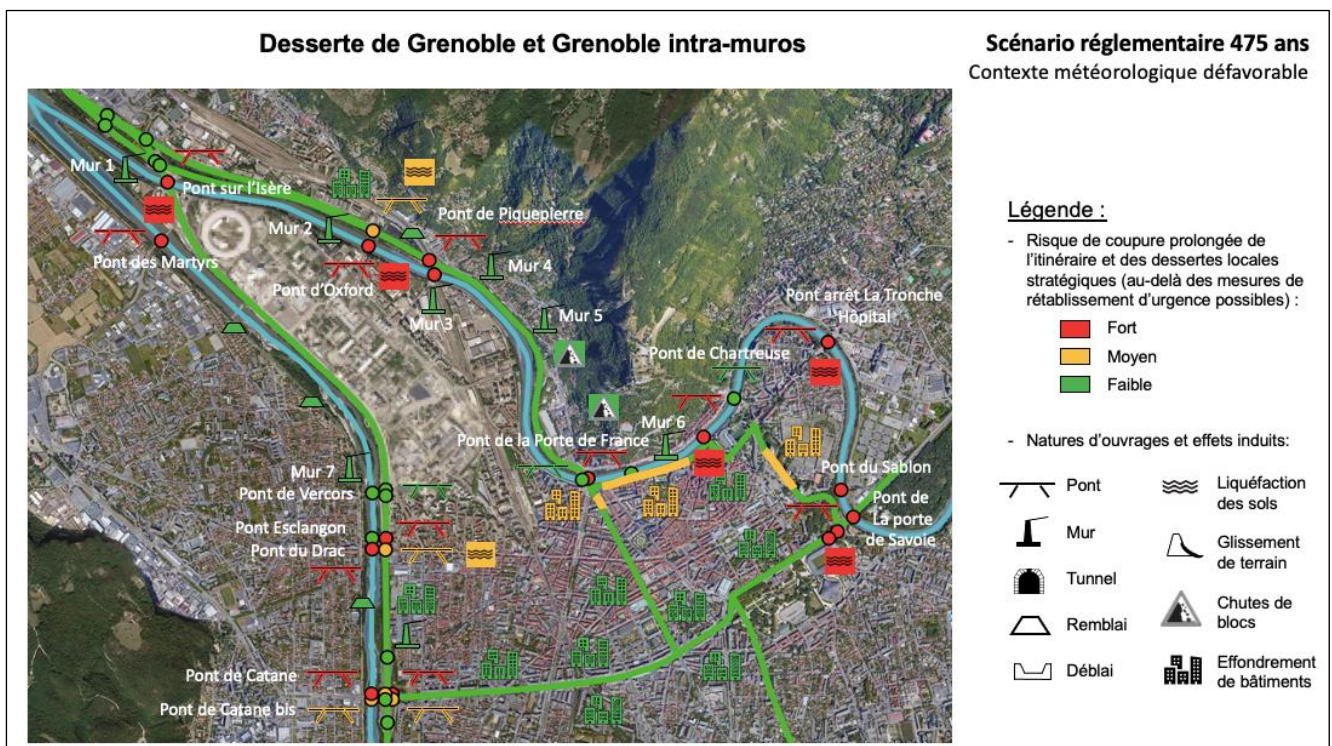 Desserte de Grenoble et Grenoble intra-muros
Scénario réglementaire 475 ans
Contexte météorologique défavorable
Mur 1
Pont sur l'Isère
Mur 2
Pont de Piquepierre
Pont des Martyrs
Pont d'Oxford
Mur 4
Mur 3
Mur 5
Pont arrêt La Tronche
Hôpital
Pont de Chartreuse
Mur 6
Pont de la Porte de France
Mur 7
Pont du Sablon
Pont de Vercors
Pont de
La porte
de Savoie
Pont Esclangon
Pont du Drac
Pont de Catane
Pont de Catane bis
Légende :
- Risque de coupure prolongée de
l'itinéraire et des dessertes locales
stratégiques (au-delà des mesures de
rétablissement d'urgence possibles) :
Fort
Moyen
Faible
- Natures d'ouvrages et effets induits:
Pont
Mur
Tunnel
Remblai
Déblai
Liquéfaction
des sols
Glissement
de terrain
Chutes de
blocs
Effondrement
de bâtiments